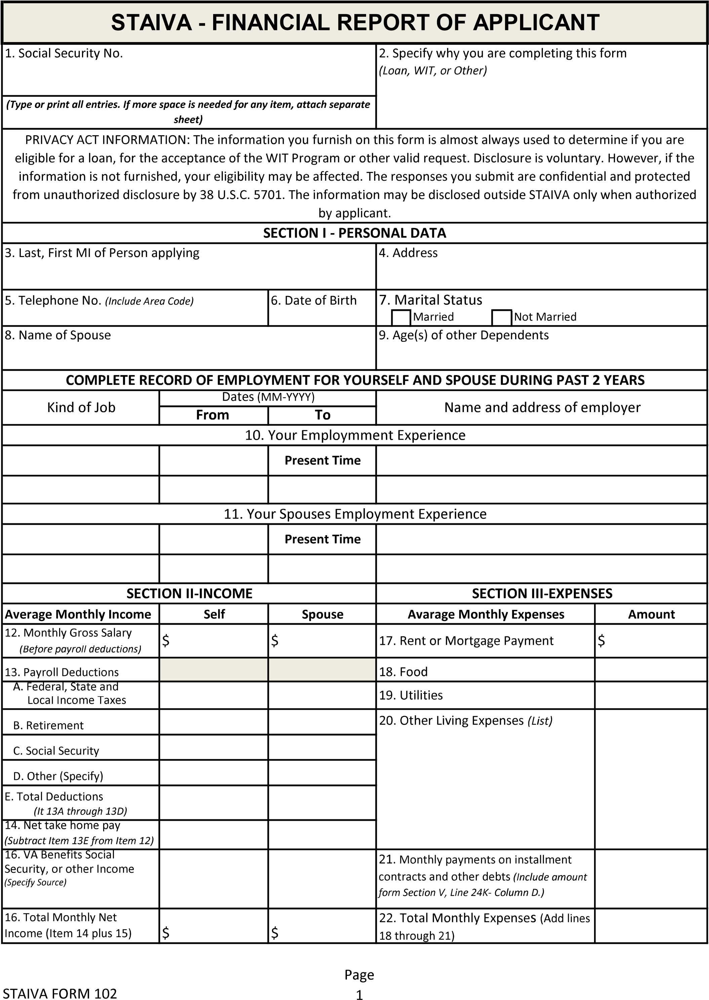 STAIVA - FINANCIAL REPORT OF APPLICANT
1. Social Security No.
2. Specify why you are completing this form
(Loan, WIT, or Other)
(Type or print all entries. If more space is needed for any item, attach separate
sheet)
PRIVACY ACT INFORMATION: The information you furnish on this form is almost always used to determine if you are
eligible for a loan, for the acceptance of the WIT Program or other valid request. Disclosure is voluntary. However, if the
information is not furnished, your eligibility may be affected. The responses you submit are confidential and protected
from unauthorized disclosure by 38 U.S.C. 5701. The information may be disclosed outside STAIVA only when authorized
by applicant.
SECTION I - PERSONAL DATA
3. Last, First MI of Person applying
4. Address
5. Telephone No. (Include Area Code)
6. Date of Birth
7. Marital Status
Married
Not Married
8. Name of Spouse
9. Age(s) of other Dependents
COMPLETE RECORD OF EMPLOYMENT FOR YOURSELF AND SPOUSE DURING PAST 2 YEARS
Kind of Job
Dates (MM-YYYY)
From
To
Name and address of employer
10. Your Employmment Experience
Present Time
11. Your Spouses Employment Experience
Present Time
SECTION II-INCOME
SECTION III-EXPENSES
Average Monthly Income
Self
Spouse
Avarage Monthly Expenses
Amount
12. Monthly Gross Salary
(Before payroll deductions)
$
$
17. Rent or Mortgage Payment
$
13. Payroll Deductions
18. Food
A. Federal, State and
Local Income Taxes
19. Utilities
B. Retirement
20. Other Living Expenses (List)
C. Social Security
D. Other (Specify)
E. Total Deductions
(It 13A through 13D)
14. Net take home pay
(Subtract Item 13E from Item 12)
16. VA Benefits Social
Security, or other Income
(Specify Source)
21. Monthly payments on installment
contracts and other debts (Include amount
form Section V, Line 24K- Column D.)
16. Total Monthly Net
Income (Item 14 plus 15)
$
$
22. Total Monthly Expenses (Add lines
18 through 21)
Page
1
STAIVA FORM 102